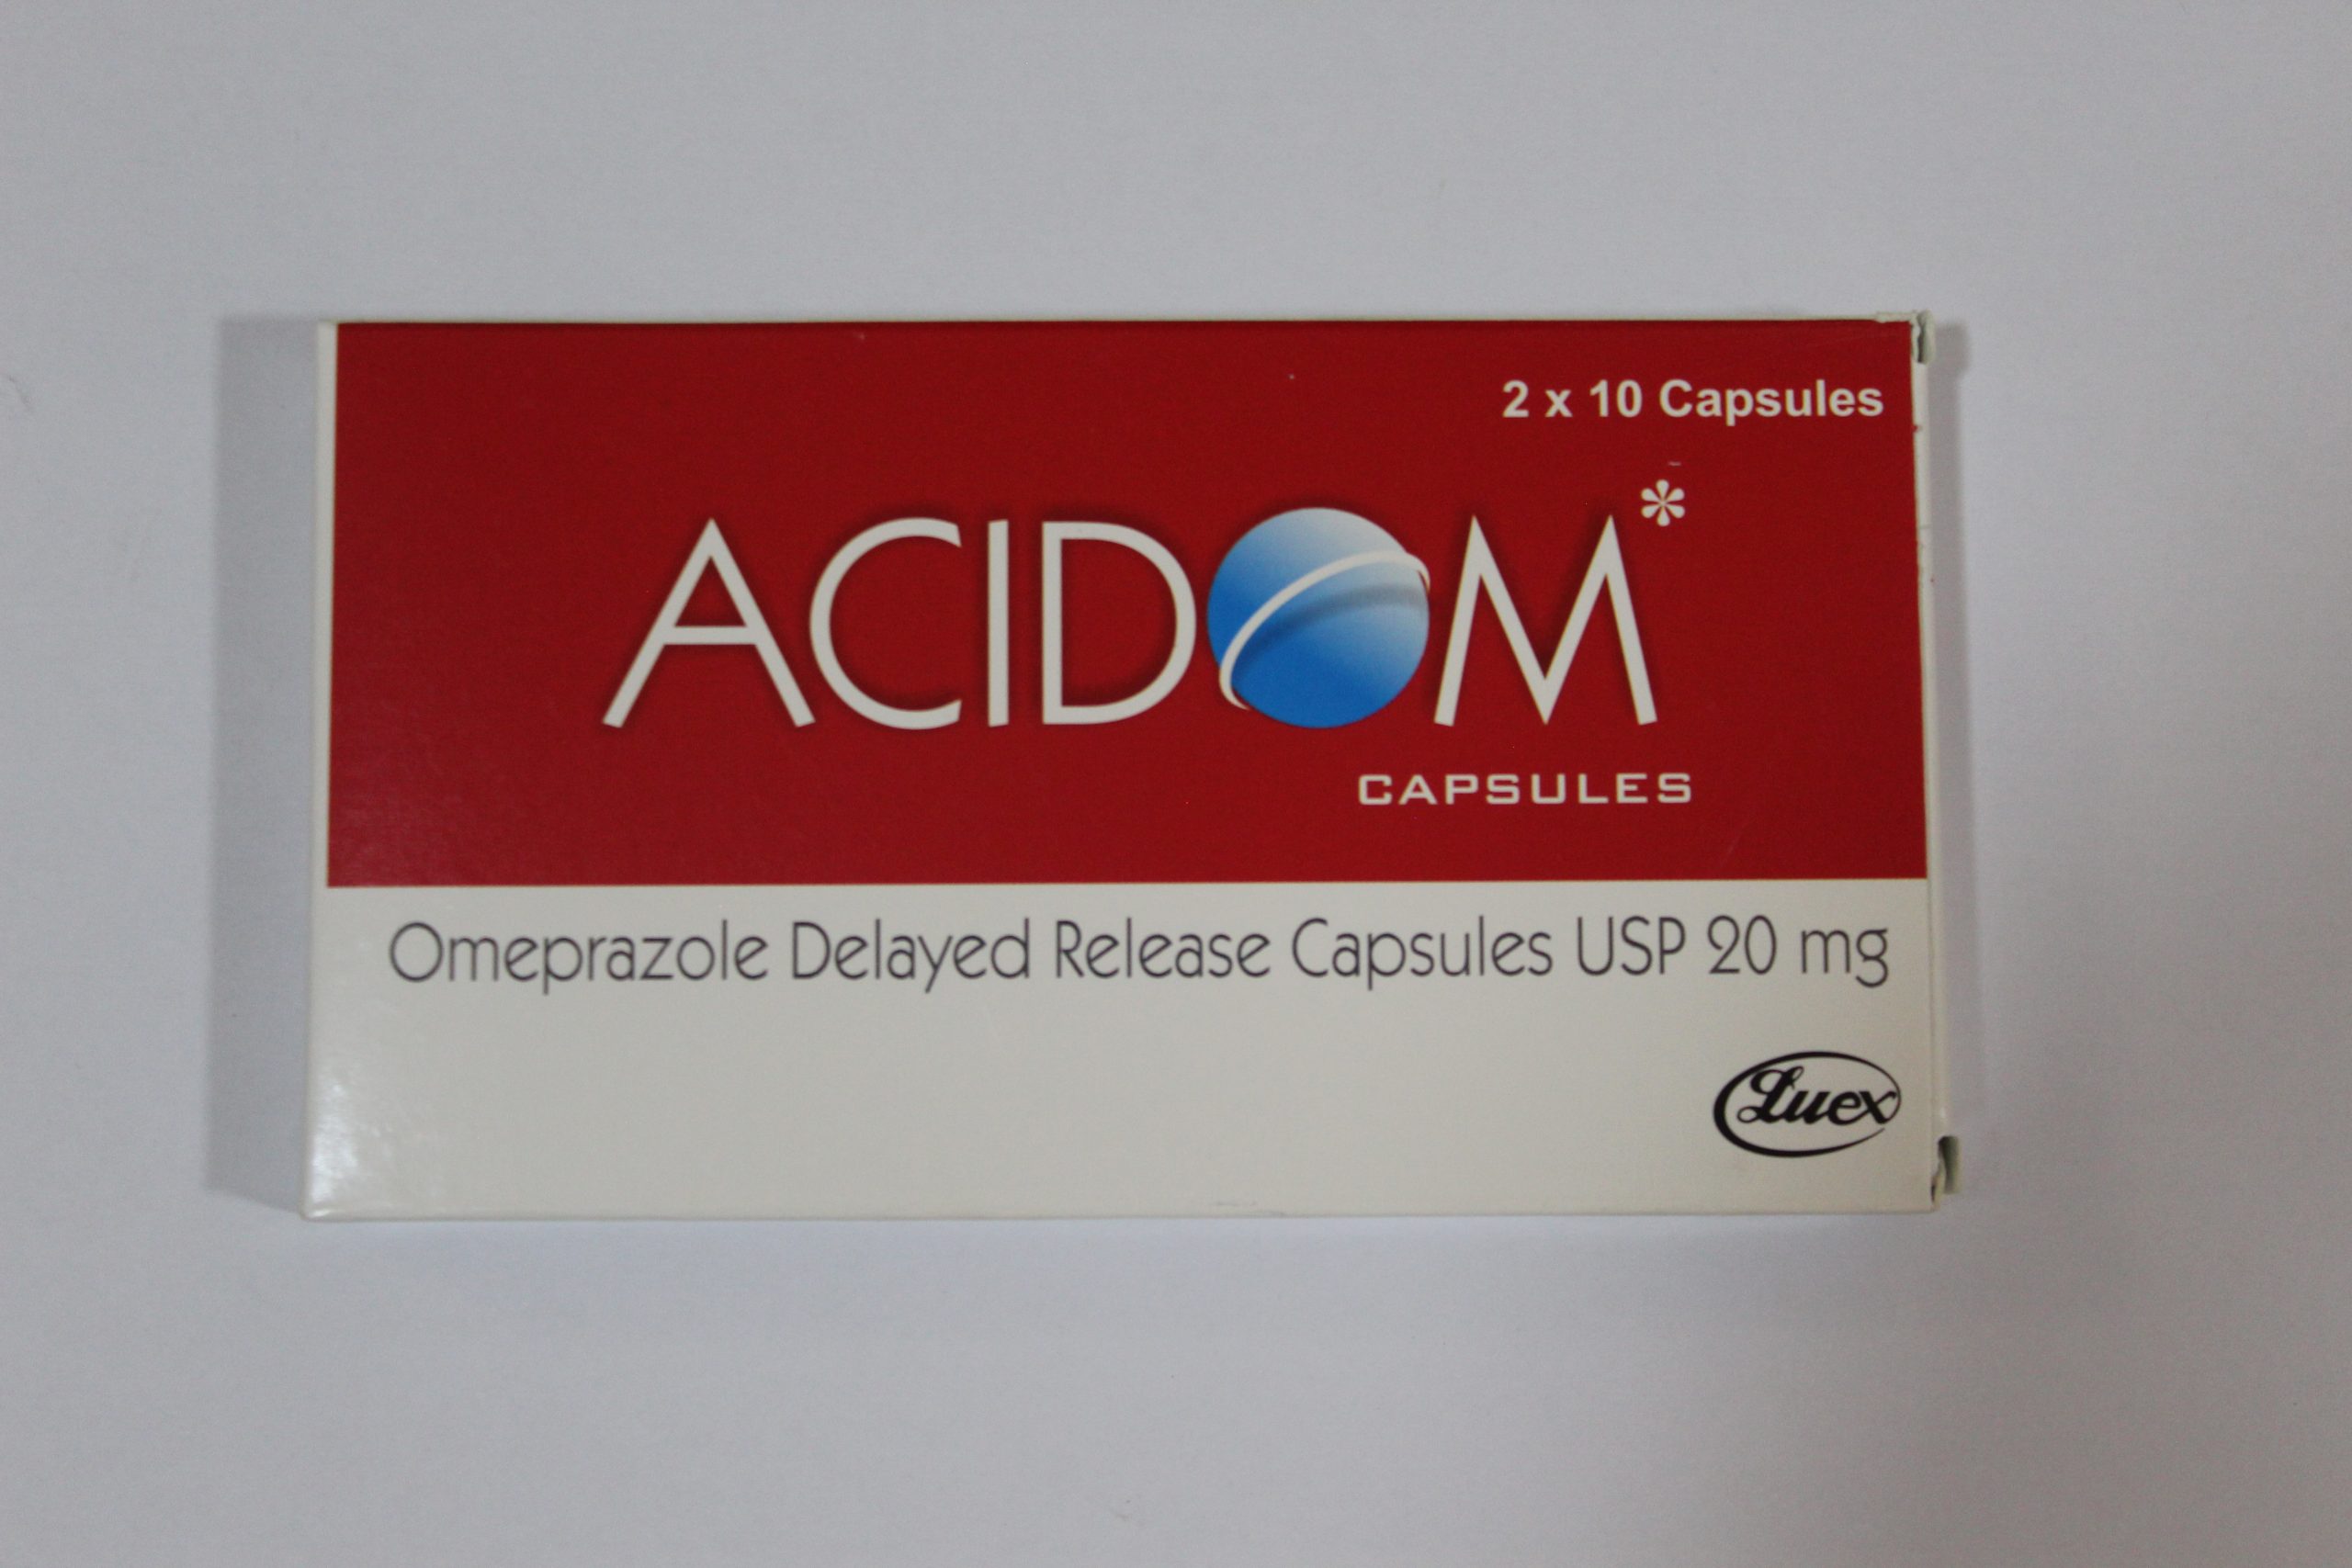 2 x 10 Capsules
ACIDOM*
CAPSULES
Omeprazole Delayed Release Capsules USP 20 mg
Luex